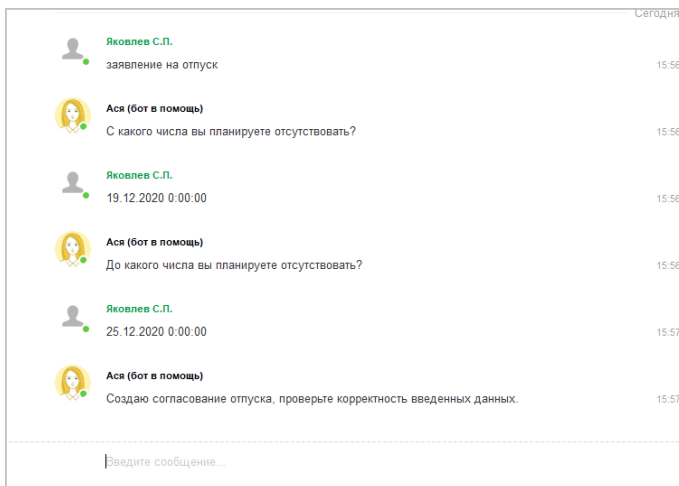 Сегодня
Яковлев С.П.
заявление на отпуск
15:56
Ася (бот в помощь)
С какого числа вы планируете отсутствовать?
15:56
Яковлев С.П.
19.12.2020 0:00:00
15:56
Ася (бот в помощь)
До какого числа вы планируете отсутствовать?
15:56
Яковлев С.П.
25.12.2020 0:00:00
15:57
Ася (бот в помощь)
Создаю согласование отпуска, проверьте корректность введенных данных.
15:57
Введите сообщение...